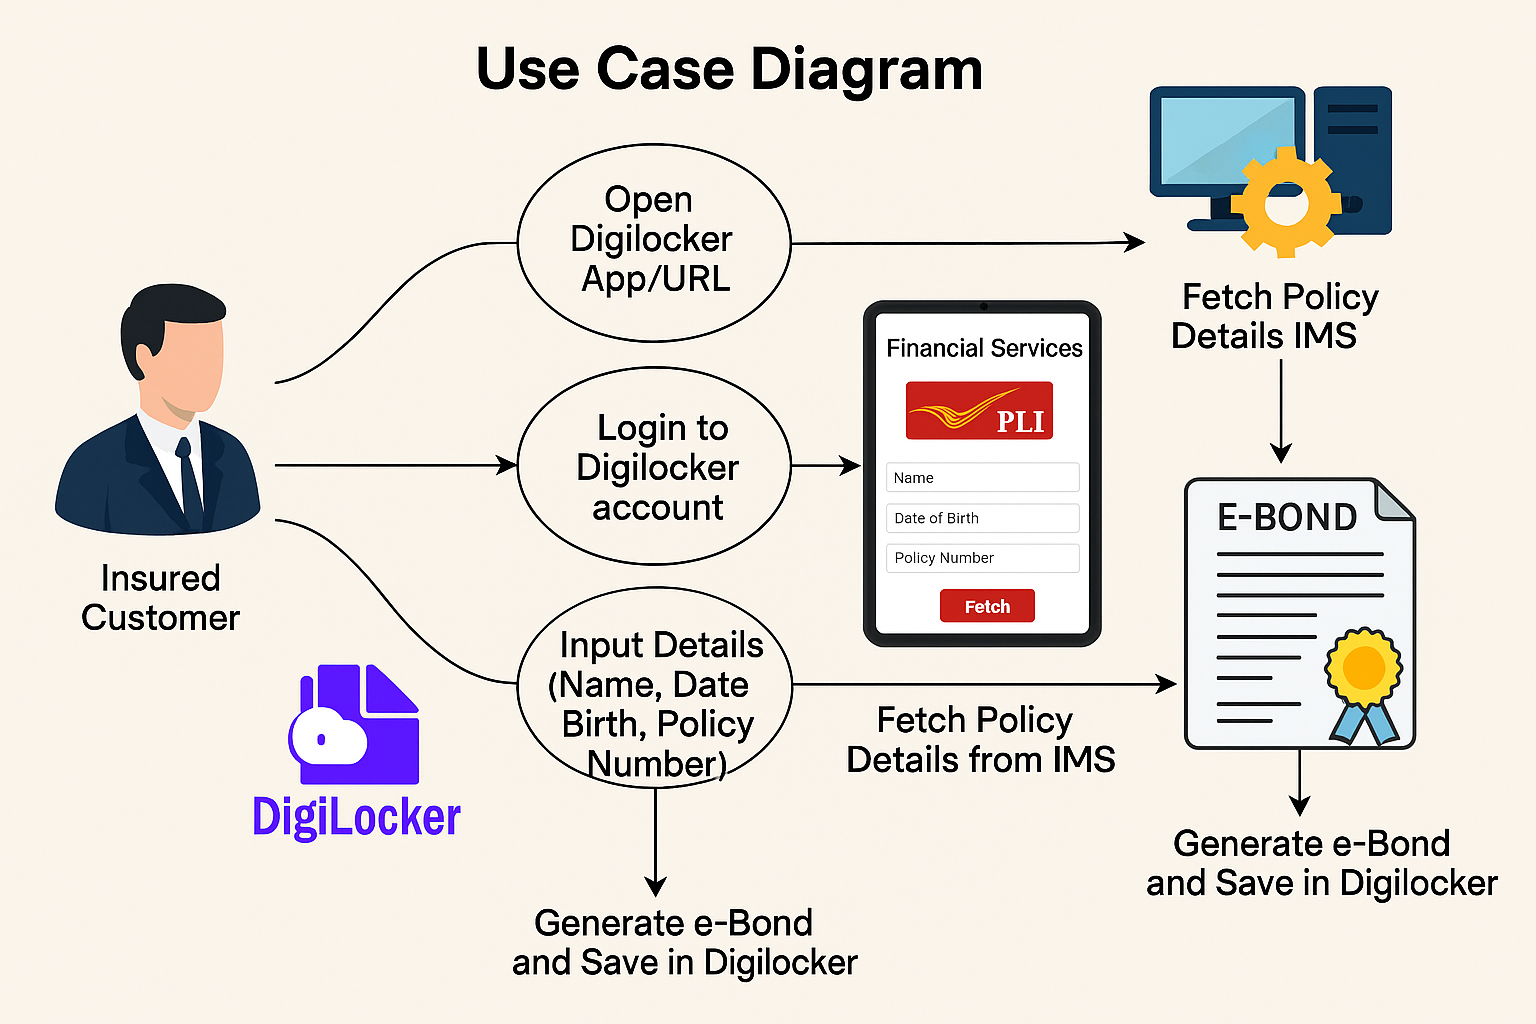 Use Case Diagram
Open
Digilocker
App/URL
Fetch Policy
Details IMS
Login to
Digilocker
account
Financial Services
PLI
Name
Date of Birth
Policy Number
Fetch
E-BOND
Insured
Customer
Input Details
(Name, Date
Birth, Policy
Number)
Fetch Policy
Details from IMS
DigiLocker
Generate e-Bond
and Save in Digilocker
Generate e-Bond
and Save in Digilocker